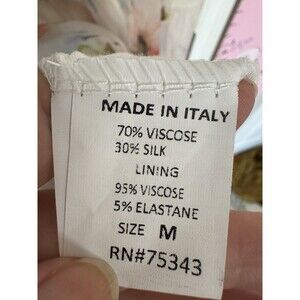 MADE IN ITALY
70% VISCOSE
30% SILK
LINING
95% VISCOSE
5% ELASTANE
SIZE M
RN#75343